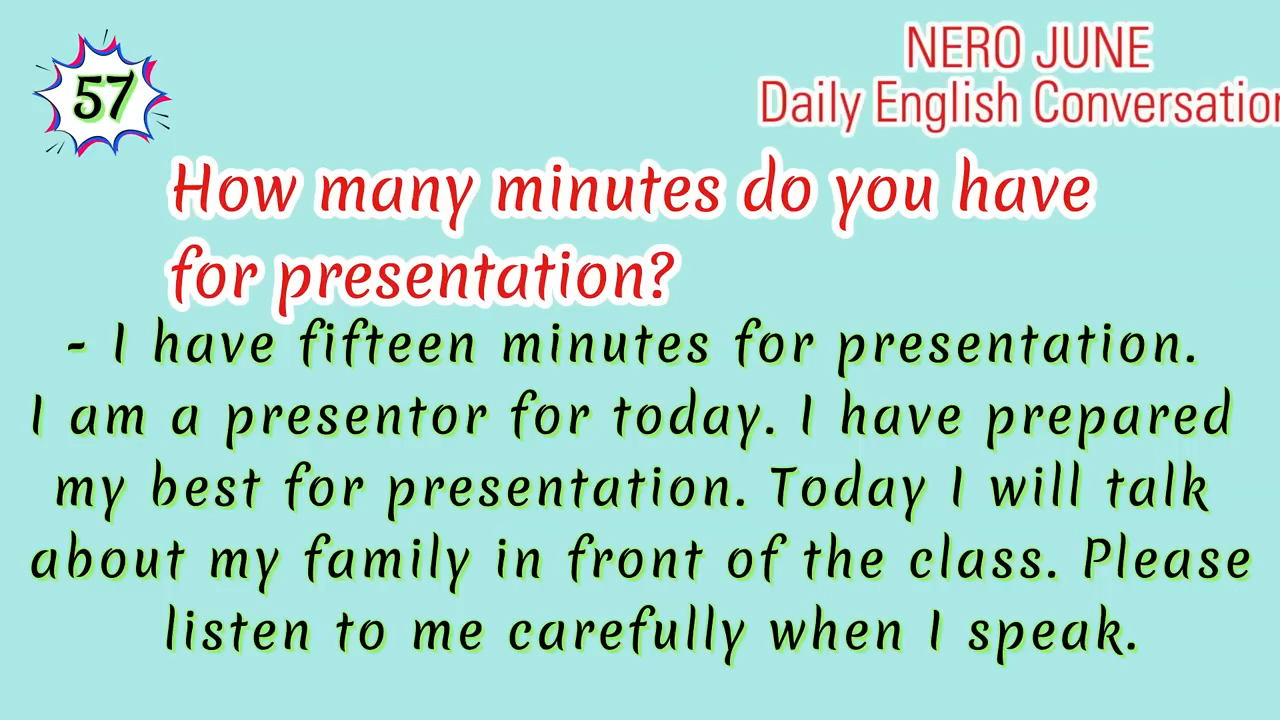 57
NERO JUNE
Daily English Conversation
How many minutes do you have
for presentation?
- I have fifteen minutes for presentation.
I am a presentor for today. I have prepared
my best for presentation. Today I will talk
about my family in front of the class. Please
listen to me carefully when I speak.